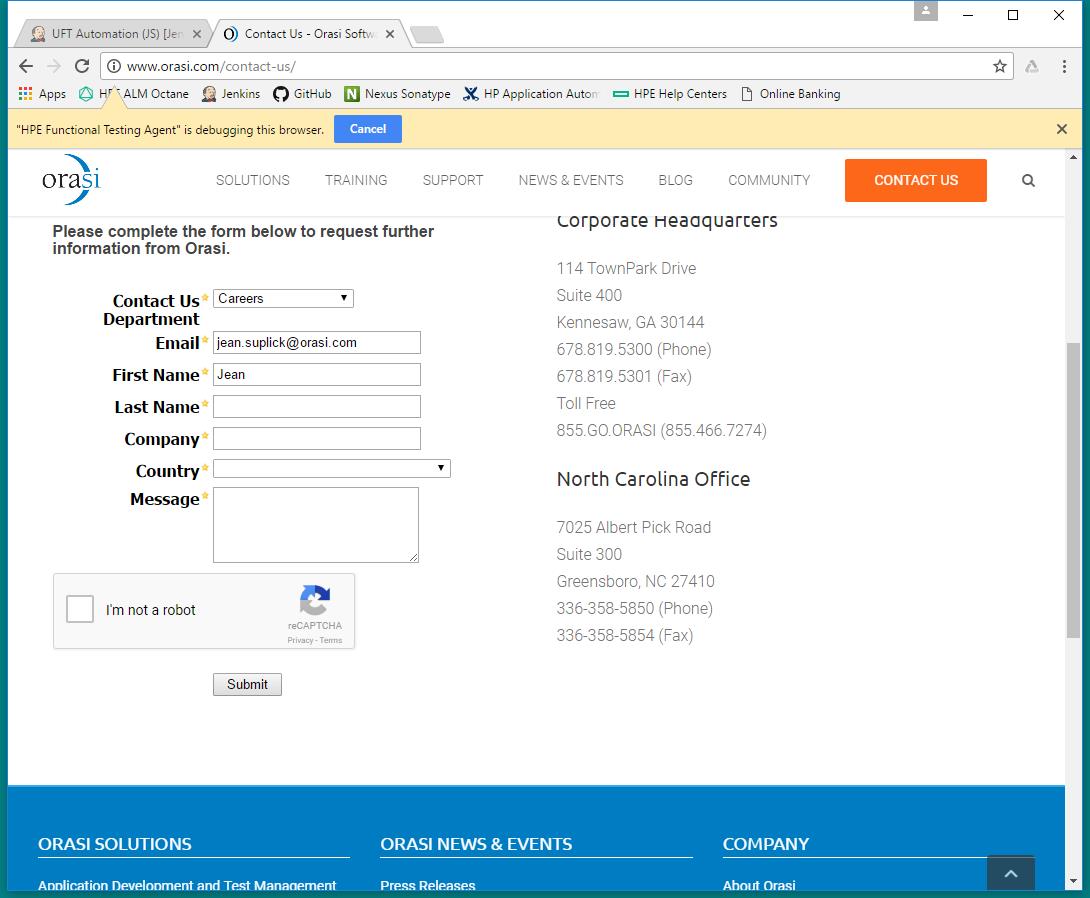 UFT Automation (JS) [Jen
Contact Us - Orasi Softw
www.orasi.com/contact-us/
Apps
HPE ALM Octane
Jenkins
GitHub
Nexus Sonatype
HP Application Autom
HPE Help Centers
Online Banking
"HPE Functional Testing Agent" is debugging this browser.
Cancel
orasi
SOLUTIONS
TRAINING
SUPPORT
NEWS & EVENTS
BLOG
COMMUNITY
CONTACT US
Please complete the form below to request further
information from Orasi.
Contact Us
Department
Careers
Email
jean.suplick@orasi.com
First Name
Jean
Last Name
Company
Country
Message
I'm not a robot
reCAPTCHA
Privacy - Terms
Submit
Corporate Headquarters
114 TownPark Drive
Suite 400
Kennesaw, GA 30144
678.819.5300 (Phone)
678.819.5301 (Fax)
Toll Free
855.GO.ORASI (855.466.7274)
North Carolina Office
7025 Albert Pick Road
Suite 300
Greensboro, NC 27410
336-358-5850 (Phone)
336-358-5854 (Fax)
ORASI SOLUTIONS
Application Development and Test Management
ORASI NEWS & EVENTS
Press Releases
COMPANY
About Orasi